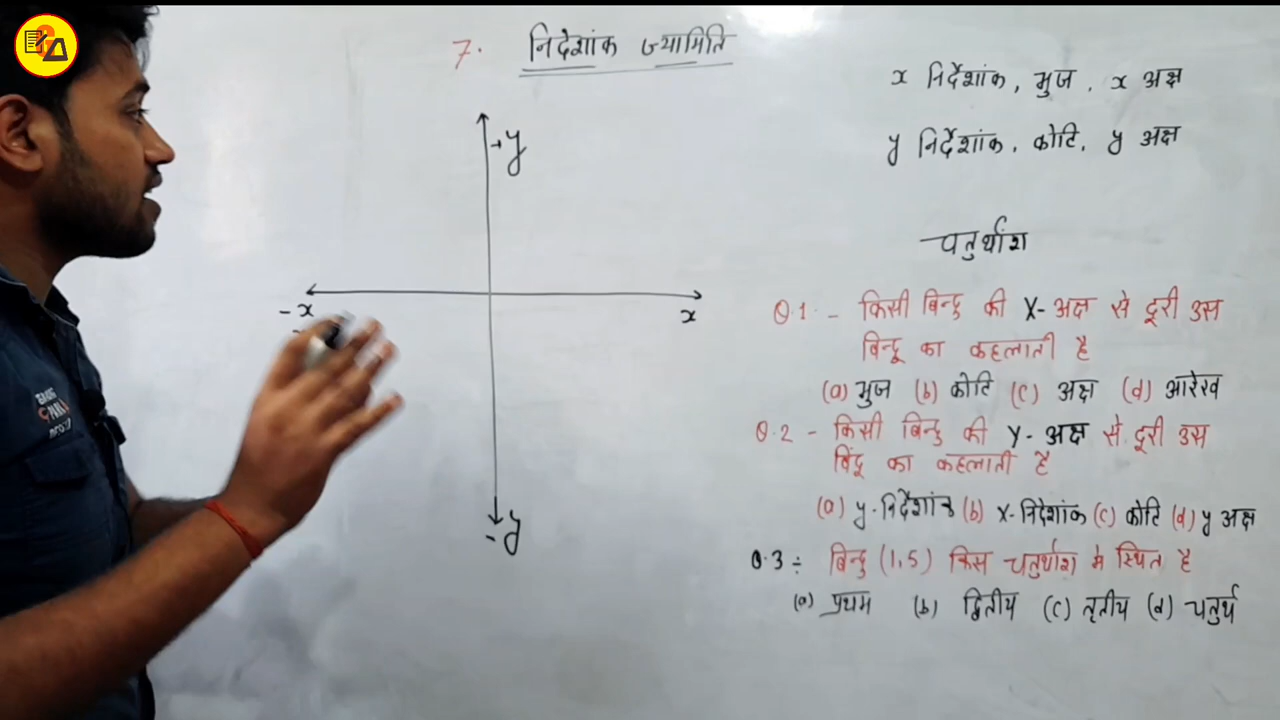 7. निदेशांक ज्यामिति
x निर्देशांक, भुज, x अक्ष
y निर्देशांक, कोटि, y अक्ष
+y
-x
x
-y
चतुर्थांश
Q.1 - किसी बिन्दु की X-अक्ष से दूरी उस
बिन्दू का कहलाती है
(a) भुज (b) कोटि (c) अक्ष (d) आरेख
Q.2 - किसी बिन्दु की Y-अक्ष से दूरी उस
बिंदू का कहलाती है
(a) y-निर्देशांक (b) x-निर्देशांक (c) कोटि (d) y अक्ष
Q.3 ÷ बिन्दु (1,5) किस चतुर्थांश मे स्थित है
(a) प्रथम (b) द्वितीय (c) तृतीय (d) चतुर्थ